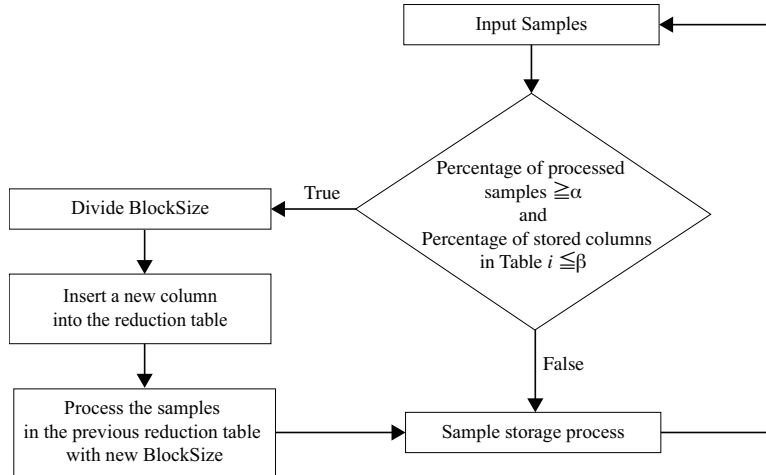 Input Samples
Percentage of processed
samples ≧α
and
Percentage of stored columns
in Table i ≦β
True
Divide BlockSize
Insert a new column
into the reduction table
False
Process the samples
in the previous reduction table
with new BlockSize
Sample storage process